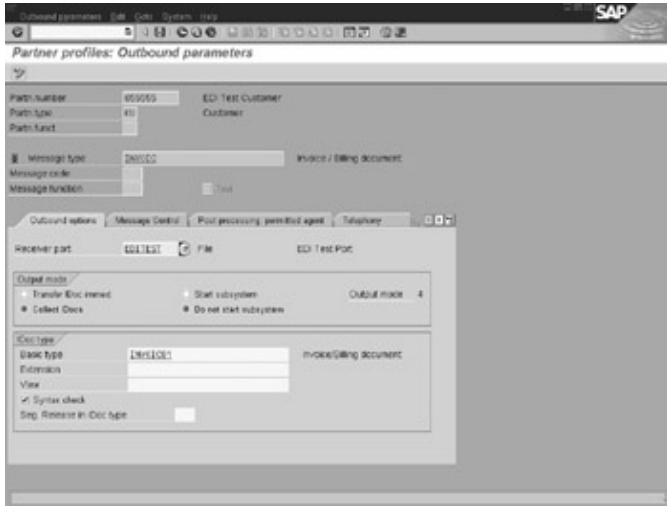 Outbound parameters Edit Goto System Help
SAP
Partner profiles: Outbound parameters
Partn.number EDI Test Customer
Partn.type KU Customer
Partn.funct.
Message type INVOIC Invoice / Billing document
Message code
Message function Test
Outbound options Message Control Post processing: permitted agent Telephony
Receiver port EDITEST File EDI Test Port
Output mode
Transfer IDoc immed. Start subsystem Output mode 4
Collect IDocs Do not start subsystem
IDoc type
Basic type INVOIC01 Invoice/Billing document
Extension
View
Syntax check
Seg. Release in IDoc type